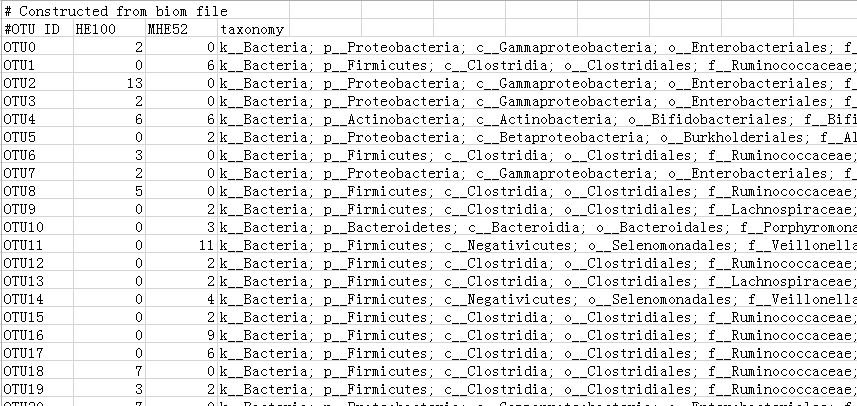 # Constructed from biom file
#OTU ID HE100 MHE52 taxonomy
OTU0 2 0 k__Bacteria; p__Proteobacteria; c__Gammaproteobacteria; o__Enterobacteriales; f_
OTU1 0 6 k__Bacteria; p__Firmicutes; c__Clostridia; o__Clostridiales; f__Ruminococcaceae;
OTU2 13 0 k__Bacteria; p__Proteobacteria; c__Gammaproteobacteria; o__Enterobacteriales; f_
OTU3 2 0 k__Bacteria; p__Proteobacteria; c__Gammaproteobacteria; o__Enterobacteriales; f_
OTU4 6 6 k__Bacteria; p__Actinobacteria; c__Actinobacteria; o__Bifidobacteriales; f__Bifi
OTU5 0 2 k__Bacteria; p__Proteobacteria; c__Betaproteobacteria; o__Burkholderiales; f__Al
OTU6 3 0 k__Bacteria; p__Firmicutes; c__Clostridia; o__Clostridiales; f__Ruminococcaceae;
OTU7 2 0 k__Bacteria; p__Proteobacteria; c__Gammaproteobacteria; o__Enterobacteriales; f_
OTU8 5 0 k__Bacteria; p__Firmicutes; c__Clostridia; o__Clostridiales; f__Ruminococcaceae;
OTU9 0 2 k__Bacteria; p__Firmicutes; c__Clostridia; o__Clostridiales; f__Lachnospiraceae;
OTU10 0 3 k__Bacteria; p__Bacteroidetes; c__Bacteroidia; o__Bacteroidales; f__Porphyromona
OTU11 0 11 k__Bacteria; p__Firmicutes; c__Negativicutes; o__Selenomonadales; f__Veillonella
OTU12 0 2 k__Bacteria; p__Firmicutes; c__Clostridia; o__Clostridiales; f__Ruminococcaceae;
OTU13 0 2 k__Bacteria; p__Firmicutes; c__Clostridia; o__Clostridiales; f__Lachnospiraceae;
OTU14 0 4 k__Bacteria; p__Firmicutes; c__Negativicutes; o__Selenomonadales; f__Veillonella
OTU15 0 2 k__Bacteria; p__Firmicutes; c__Clostridia; o__Clostridiales; f__Ruminococcaceae;
OTU16 0 9 k__Bacteria; p__Firmicutes; c__Clostridia; o__Clostridiales; f__Ruminococcaceae;
OTU17 0 6 k__Bacteria; p__Firmicutes; c__Clostridia; o__Clostridiales; f__Ruminococcaceae;
OTU18 7 0 k__Bacteria; p__Firmicutes; c__Clostridia; o__Clostridiales; f__Ruminococcaceae;
OTU19 3 2 k__Bacteria; p__Firmicutes; c__Clostridia; o__Clostridiales; f__Ruminococcaceae;